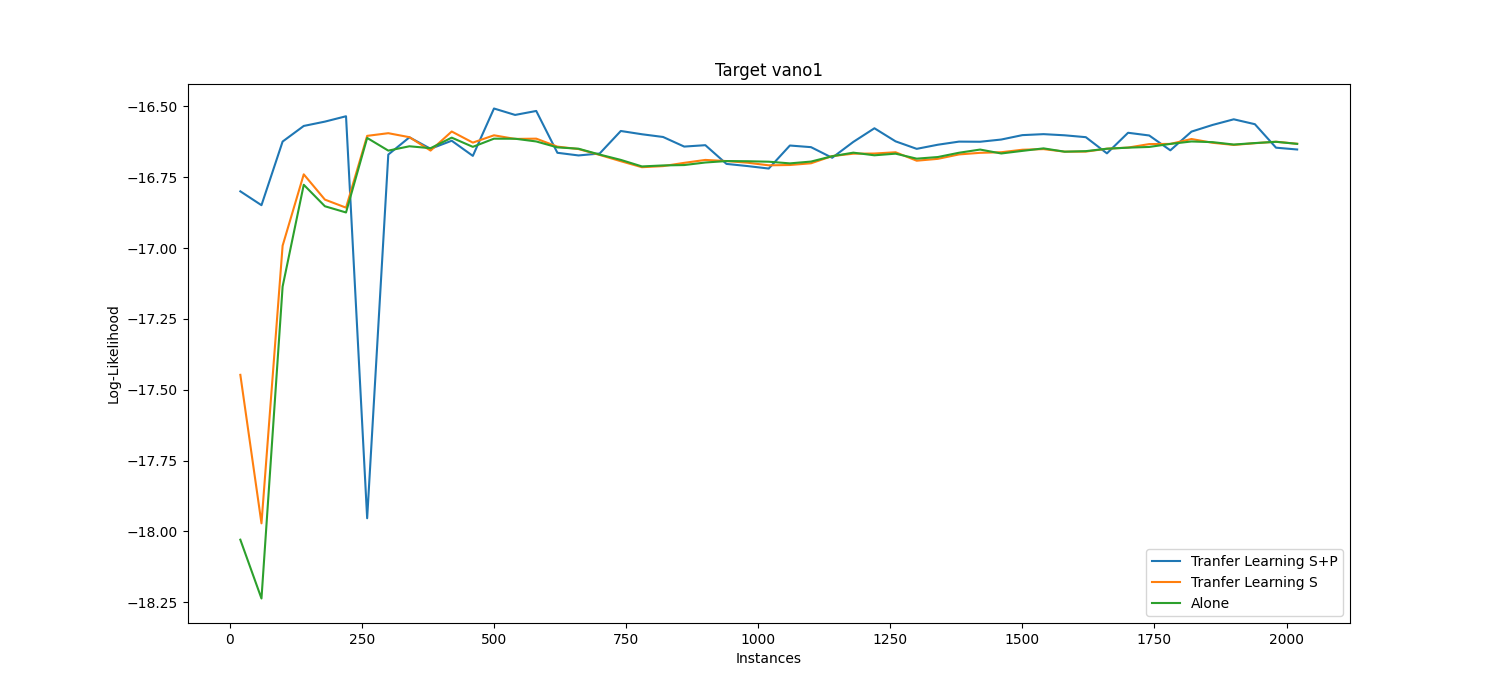 Target vano1
Log-Likelihood
−16.50
−16.75
−17.00
−17.25
−17.50
−17.75
−18.00
−18.25
0
250
500
750
1000
1250
1500
1750
2000
Instances
Tranfer Learning S+P
Tranfer Learning S
Alone